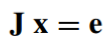 J x = e